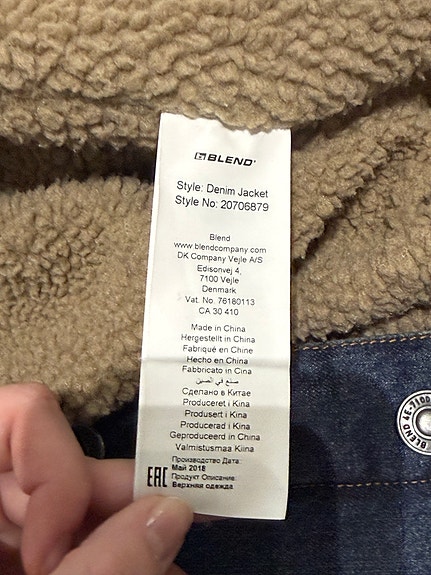 BLEND
Style: Denim Jacket
Style No: 20706879
Blend
www.blendcompany.com
DK Company Vejle A/S
Edisonvej 4,
7100 Vejle
Denmark
Vat. No. 76180113
CA 30 410
Made in China
Hergestellt in China
Fabriqué en Chine
Hecho en China
Fabbricato in Cina
صنع في الصين
Сделано в Китае
Produceret i Kina
Produsert i Kina
Producerad i Kina
Geproduceerd in China
Valmistusmaa Kiina
Производство Дата:
Май 2018
EAC Продукт Описание:
Верхняя одежда
BLEND JE-7100